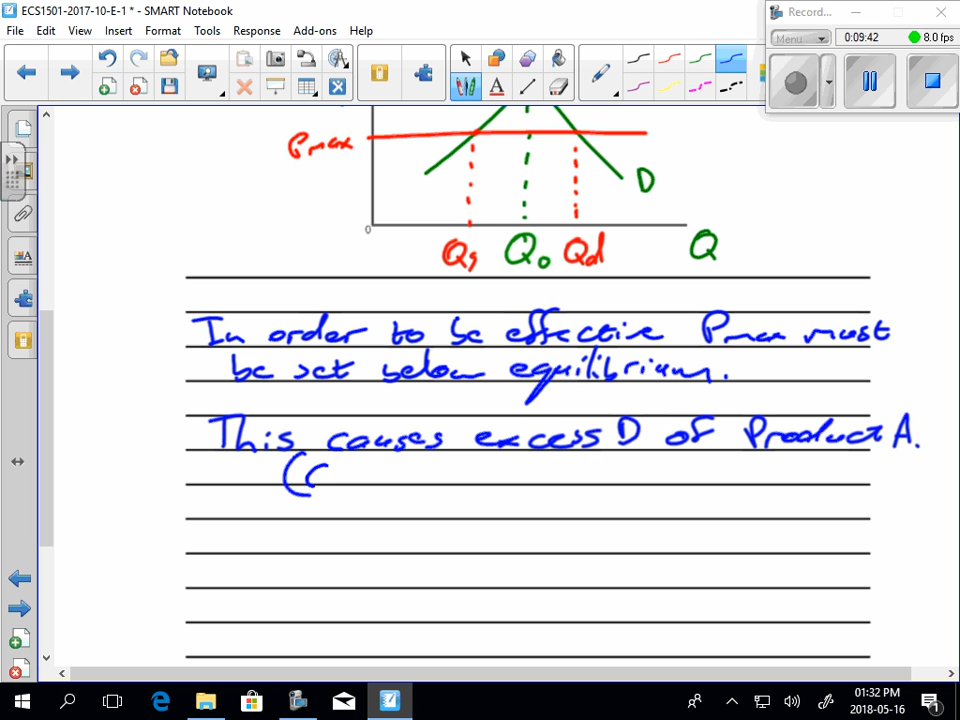 ECS1501-2017-10-E-1 * - SMART Notebook
File Edit View Insert Format Tools Response Add-ons Help
Record...
Menu
0:09:42
8.0 fps
Pmax
D
0
Qs Q0 Qd Q
In order to be effective Pmax must
be set below equilibrium.
This causes excess D of Product A.
(C
01:32 PM
2018-05-16
1